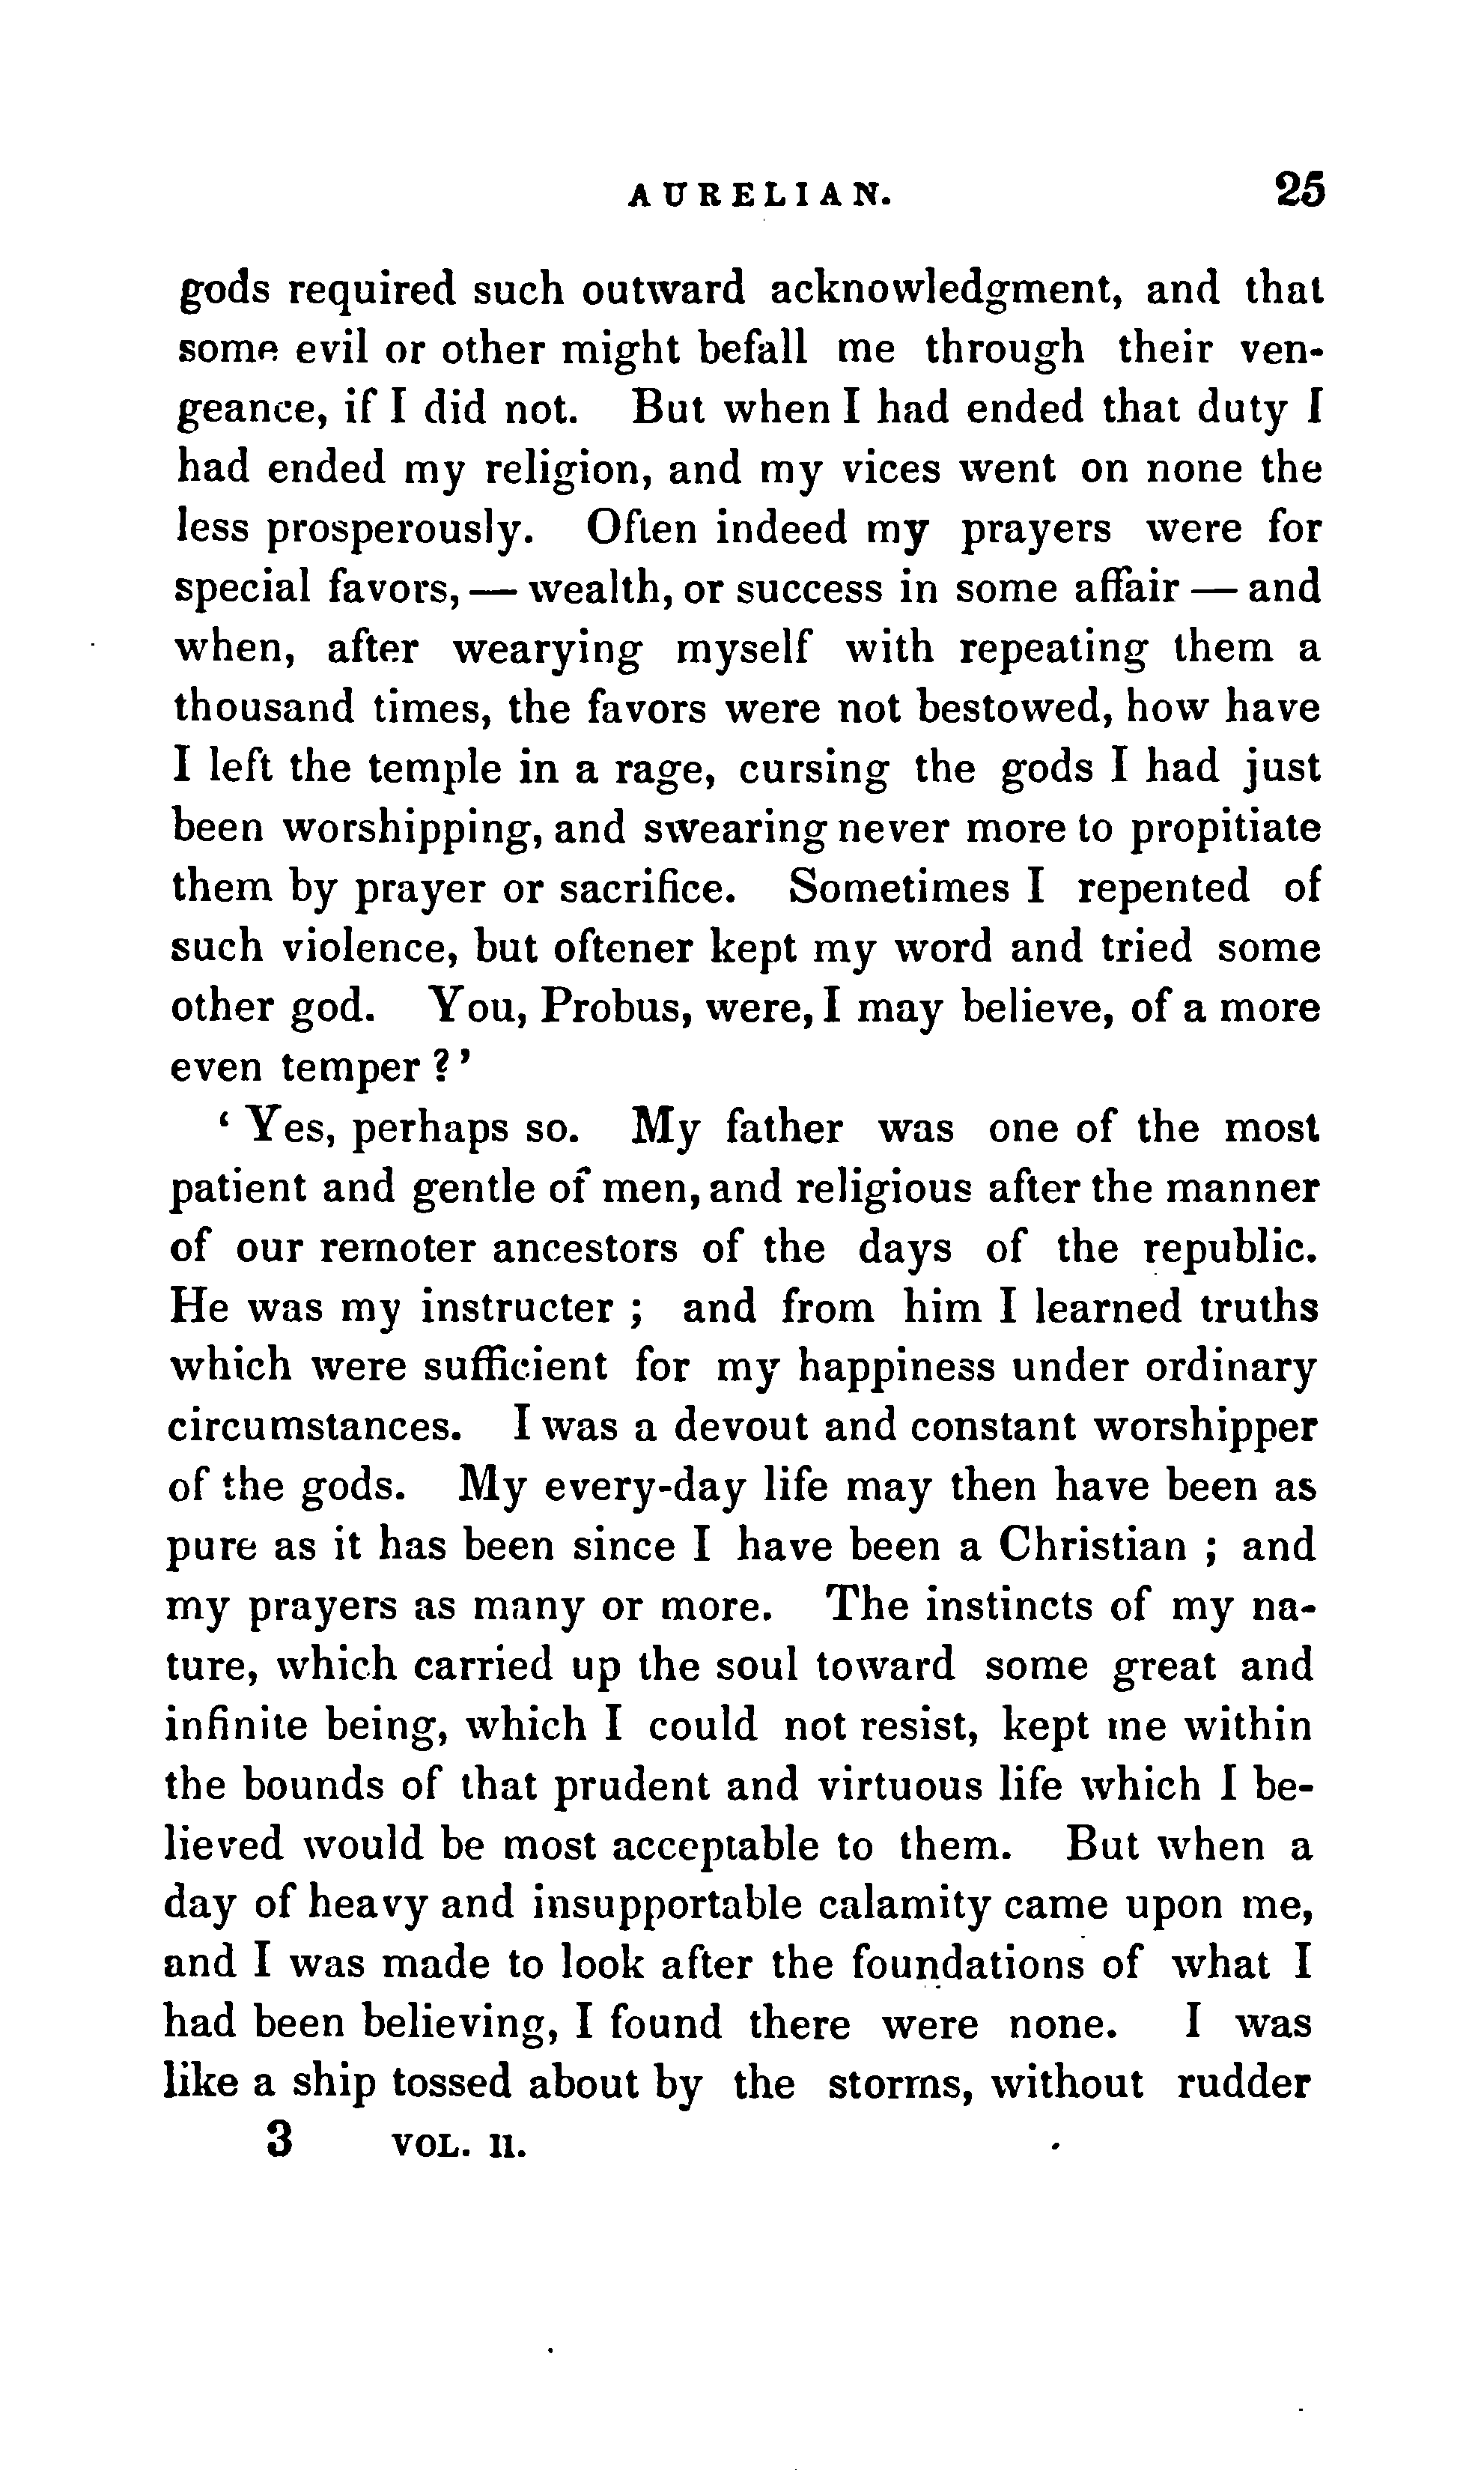 AURELIAN. 25
gods required such outward acknowledgment, and that
some evil or other might befall me through their ven-
geance, if I did not. But when I had ended that duty I
had ended my religion, and my vices went on none the
less prosperously. Often indeed my prayers were for
special favors, — wealth, or success in some affair — and
when, after wearying myself with repeating them a
thousand times, the favors were not bestowed, how have
I left the temple in a rage, cursing the gods I had just
been worshipping, and swearing never more to propitiate
them by prayer or sacrifice. Sometimes I repented of
such violence, but oftener kept my word and tried some
other god. You, Probus, were, I may believe, of a more
even temper ?'
‘ Yes, perhaps so. My father was one of the most
patient and gentle of men, and religious after the manner
of our remoter ancestors of the days of the republic.
He was my instructer ; and from him I learned truths
which were sufficient for my happiness under ordinary
circumstances. I was a devout and constant worshipper
of the gods. My every-day life may then have been as
pure as it has been since I have been a Christian ; and
my prayers as many or more. The instincts of my na-
ture, which carried up the soul toward some great and
infinite being, which I could not resist, kept me within
the bounds of that prudent and virtuous life which I be-
lieved would be most acceptable to them. But when a
day of heavy and insupportable calamity came upon me,
and I was made to look after the foundations of what I
had been believing, I found there were none. I was
like a ship tossed about by the storms, without rudder
3 VOL. II.